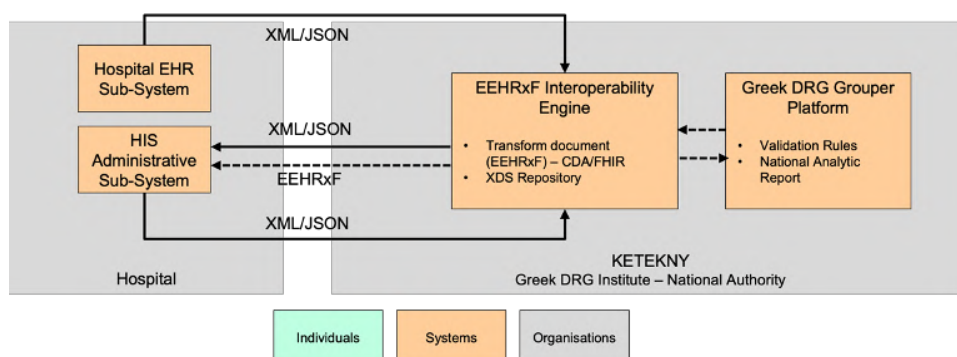 XML/JSON
Hospital EHR
Sub-System
HIS
Administrative
Sub-System
XML/JSON
EEHRxF
XML/JSON
Hospital
EEHRxF Interoperability
Engine
• Transform document
(EEHRxF) – CDA/FHIR
• XDS Repository
Greek DRG Grouper
Platform
• Validation Rules
• National Analytic
Report
KETEKNY
Greek DRG Institute – National Authority
Individuals
Systems
Organisations